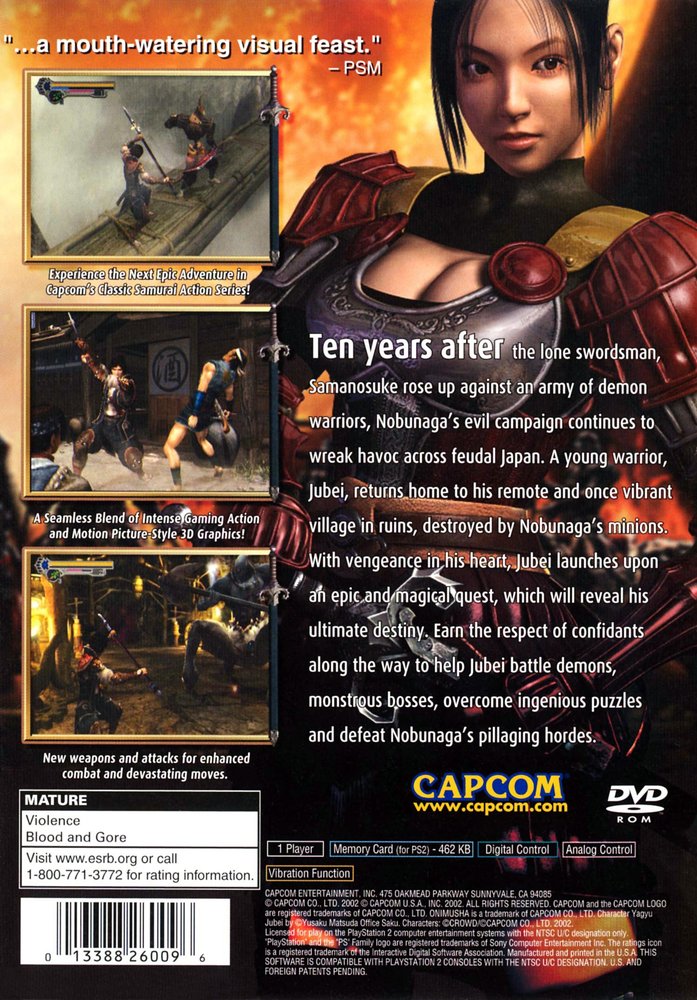 "...a mouth-watering visual feast."
– PSM
Experience the Next Epic Adventure in
Capcom's Classic Samurai Action Series!
酒
A Seamless Blend of Intense Gaming Action
and Motion Picture-Style 3D Graphics!
New weapons and attacks for enhanced
combat and devastating moves.
Ten years after the lone swordsman,
Samanosuke rose up against an army of demon
warriors, Nobunaga's evil campaign continues to
wreak havoc across feudal Japan. A young warrior,
Jubei, returns home to his remote and once vibrant
village in ruins, destroyed by Nobunaga's minions.
With vengeance in his heart, Jubei launches upon
an epic and magical quest, which will reveal his
ultimate destiny. Earn the respect of confidants
along the way to help Jubei battle demons,
monstrous bosses, overcome ingenious puzzles
and defeat Nobunaga's pillaging hordes.
CAPCOM
www.capcom.com
DVD
ROM
MATURE
Violence
Blood and Gore
Visit www.esrb.org or call
1-800-771-3772 for rating information.
1 Player
Memory Card (for PS2) - 462 KB
Digital Control
Analog Control
Vibration Function
CAPCOM ENTERTAINMENT, INC. 475 OAKMEAD PARKWAY SUNNYVALE, CA 94085
© CAPCOM CO., LTD. 2002 © CAPCOM U.S.A., INC. 2002. ALL RIGHTS RESERVED. CAPCOM and the CAPCOM LOGO
are registered trademarks of CAPCOM CO., LTD. ONIMUSHA is a trademark of CAPCOM CO., LTD. Character Yagyu
Jubei by ©Yusaku Matsuda Office Saku. Characters: ©CROWD/©CAPCOM CO., LTD. 2002.
Licensed for play on the PlayStation 2 computer entertainment systems with the NTSC U/C designation only.
"PlayStation" and the "PS" Family logo are registered trademarks of Sony Computer Entertainment Inc. The ratings icon
is a registered trademark of the Interactive Digital Software Association. Manufactured and printed in the U.S.A. THIS
SOFTWARE IS COMPATIBLE WITH PLAYSTATION 2 CONSOLES WITH THE NTSC U/C DESIGNATION. U.S. AND
FOREIGN PATENTS PENDING.
0 13388 26009 6